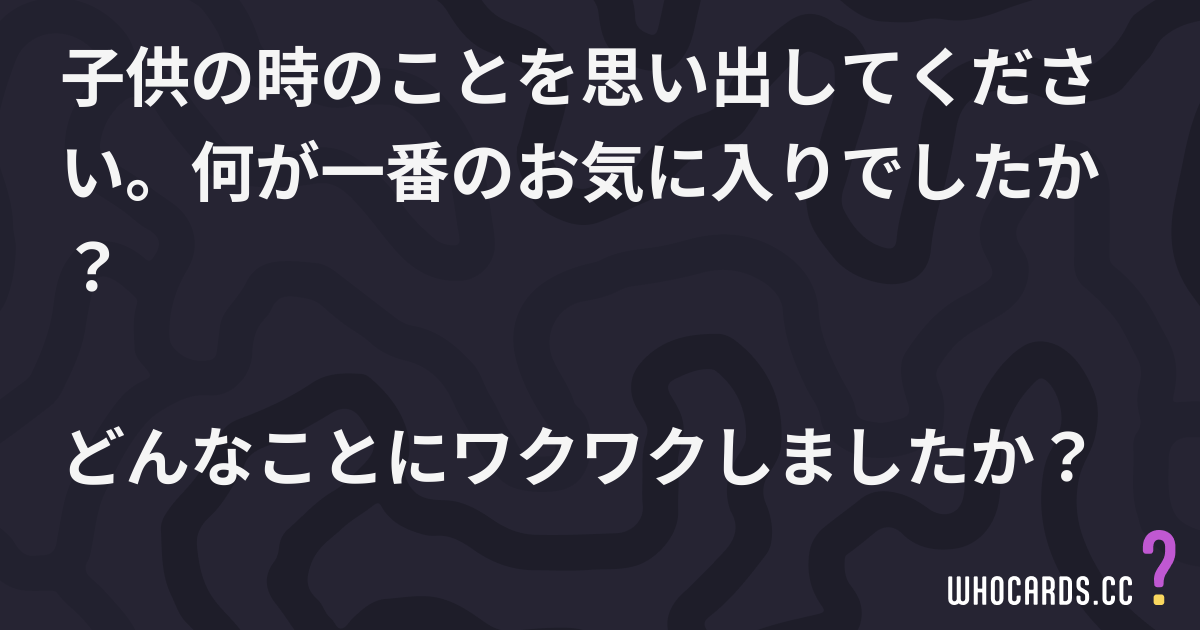 子供の時のことを思い出してくださ
い。何が一番のお気に入りでしたか
？
どんなことにワクワクしましたか？
WHOCARDS.CC ?